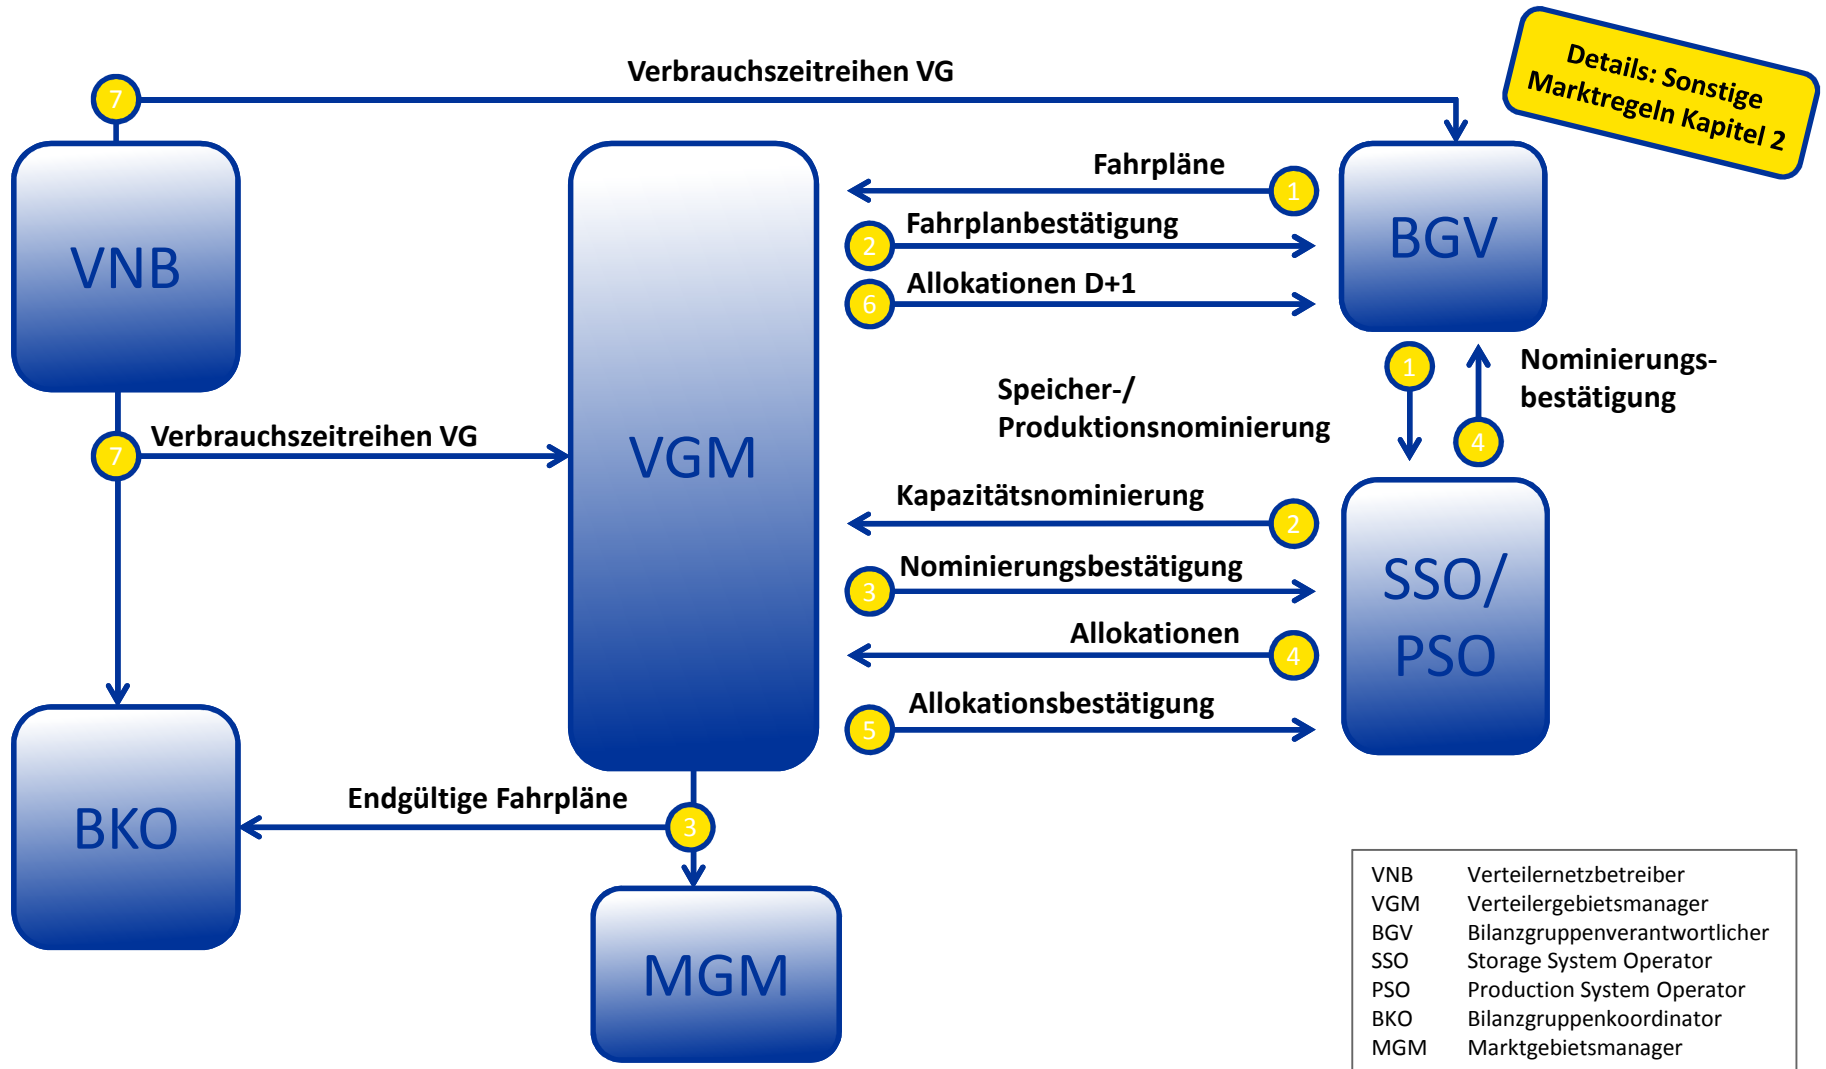 Details: Sonstige
Marktregeln Kapitel 2
Verbrauchszeitreihen VG
7
VNB
VGM
BGV
Fahrpläne
1
2
Fahrplanbestätigung
6
Allokationen D+1
1
4
Nominierungs-
bestätigung
Speicher-/
Produktionsnominierung
7
Verbrauchszeitreihen VG
Kapazitätsnominierung
2
3
Nominierungsbestätigung
Allokationen
4
5
Allokationsbestätigung
SSO/
PSO
Endgültige Fahrpläne
3
BKO
MGM
VNB Verteilernetzbetreiber
VGM Verteilergebietsmanager
BGV Bilanzgruppenverantwortlicher
SSO Storage System Operator
PSO Production System Operator
BKO Bilanzgruppenkoordinator
MGM Marktgebietsmanager